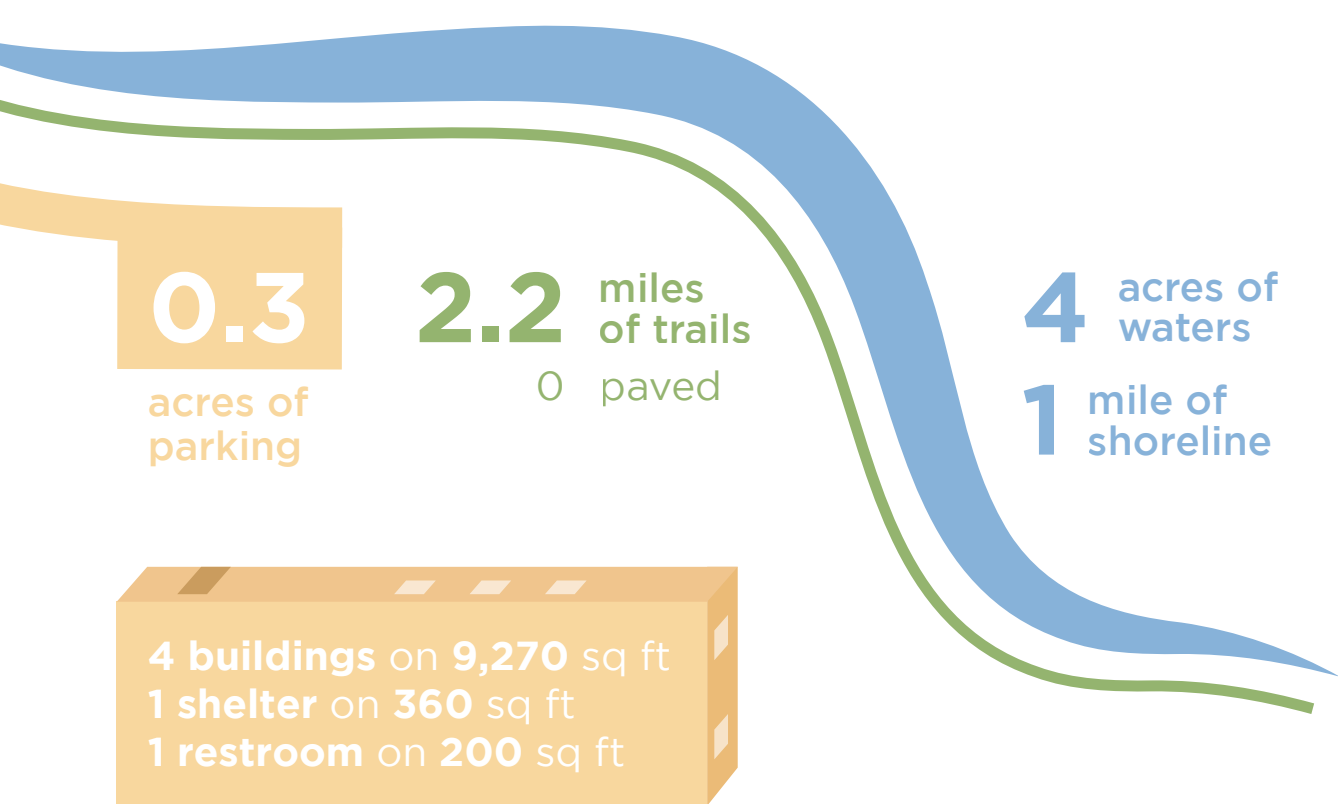 0.3
acres of
parking
2.2 miles
of trails
0 paved
4 acres of
waters
1 mile of
shoreline
4 buildings on 9,270 sq ft
1 shelter on 360 sq ft
1 restroom on 200 sq ft